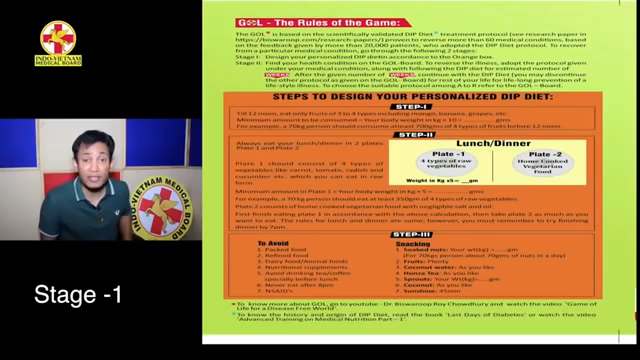 INDO-VIETNAM
MEDICAL BOARD
INDO-VIETNAM MEDICAL BOARD
Stage -1
GOL - The Rules of the Game:
The GOL is based on the scientifically validated DIP Diet treatment protocol (see research paper in
https://biswaroop.com/research-papers/) proven to reverse more than 60 medical conditions, based
on the feedback given by more than 20,000 patients, who adopted the DIP Diet protocol. To recover
from a particular medical condition, go through the following 2 stages:
Stage I: Design your personalized DIP dietin accordance to the Orange box.
Stage II: Find your health condition on the GOL-Board. To reverse the illness, adopt the protocol given
under your medical condition, along with following the DIP diet for estimated number of
WEEKS. After the given number of WEEKS, continue with the DIP Diet (you may discontinue
the other protocol as given on the GOL- Board) for rest of your life for life-long prevention of a
life-style illness. To choose the suitable protocol among A to R refer to GOL-Board.
STEPS TO DESIGN YOUR PERSONALIZED DIP DIET:
STEP-I
Till 12 noon, eat only fruits of 3 to 4 types including mango, banana, grapes, etc.
Minimum amount to be consumed = Your body weight in kg × 10 = .......... gms
For example, a 70kg person should consume atleast 700gms of 4 types of fruits before 12 noon.
STEP-II
Always eat your lunch/dinner in 2 plates,
Plate 1 and Plate 2
Plate 1 should consist of 4 types of
vegetables like carrot, tomato, radish and
cucumber etc. which you can eat in raw
form.
Lunch/Dinner
Plate -1
4 types of raw
vegetables
Weight in Kg x5= __gm
Plate -2
Home Cooked
Vegetarian
Food
Minimum amount in Plate 1 = Your body weight in kg × 5 = .......... gms
For example, a 70 kg person should eat at least 350gm of 4 types of raw vegetables.
Plate 2 consists of home cooked vegetarian food with negligible salt and oil.
First finish eating plate 1 in accordance with the above calculation, then take plate 2 as much as you
want to eat. The rules for lunch and dinner are same; however, you must remember to try finishing
dinner by 7pm.
STEP-III
To Avoid
1. Packed food
2. Refined food
3. Dairy food/Animal foods
4. Nutritional supplements
5. Avoid drinking tea/coffee
specially before lunch
6. Never eat after 8pm
7. NSAID's
Snacking
1. Soaked nuts: Your wt(kg) =......gm
(For 70kgs person about 70gms of nuts in a day)
2. Fruits: Plenty
3. Coconut water: As you like
4. Hunza Tea: As you like
5. Sprouts: Your Wt(kg)=......gm
6. Coconut: As you like
7. Sunshine: 45min
To know more about GOL, go to youtube - Dr. Biswaroop Roy Chowdhury and watch the video 'Game of
Life for a Disease Free World'.
To know the history and origin of DIP Diet, read the book 'Last Days of Diabetes' or watch the video
'Advanced Training on Medical Nutrition Part- 1'.